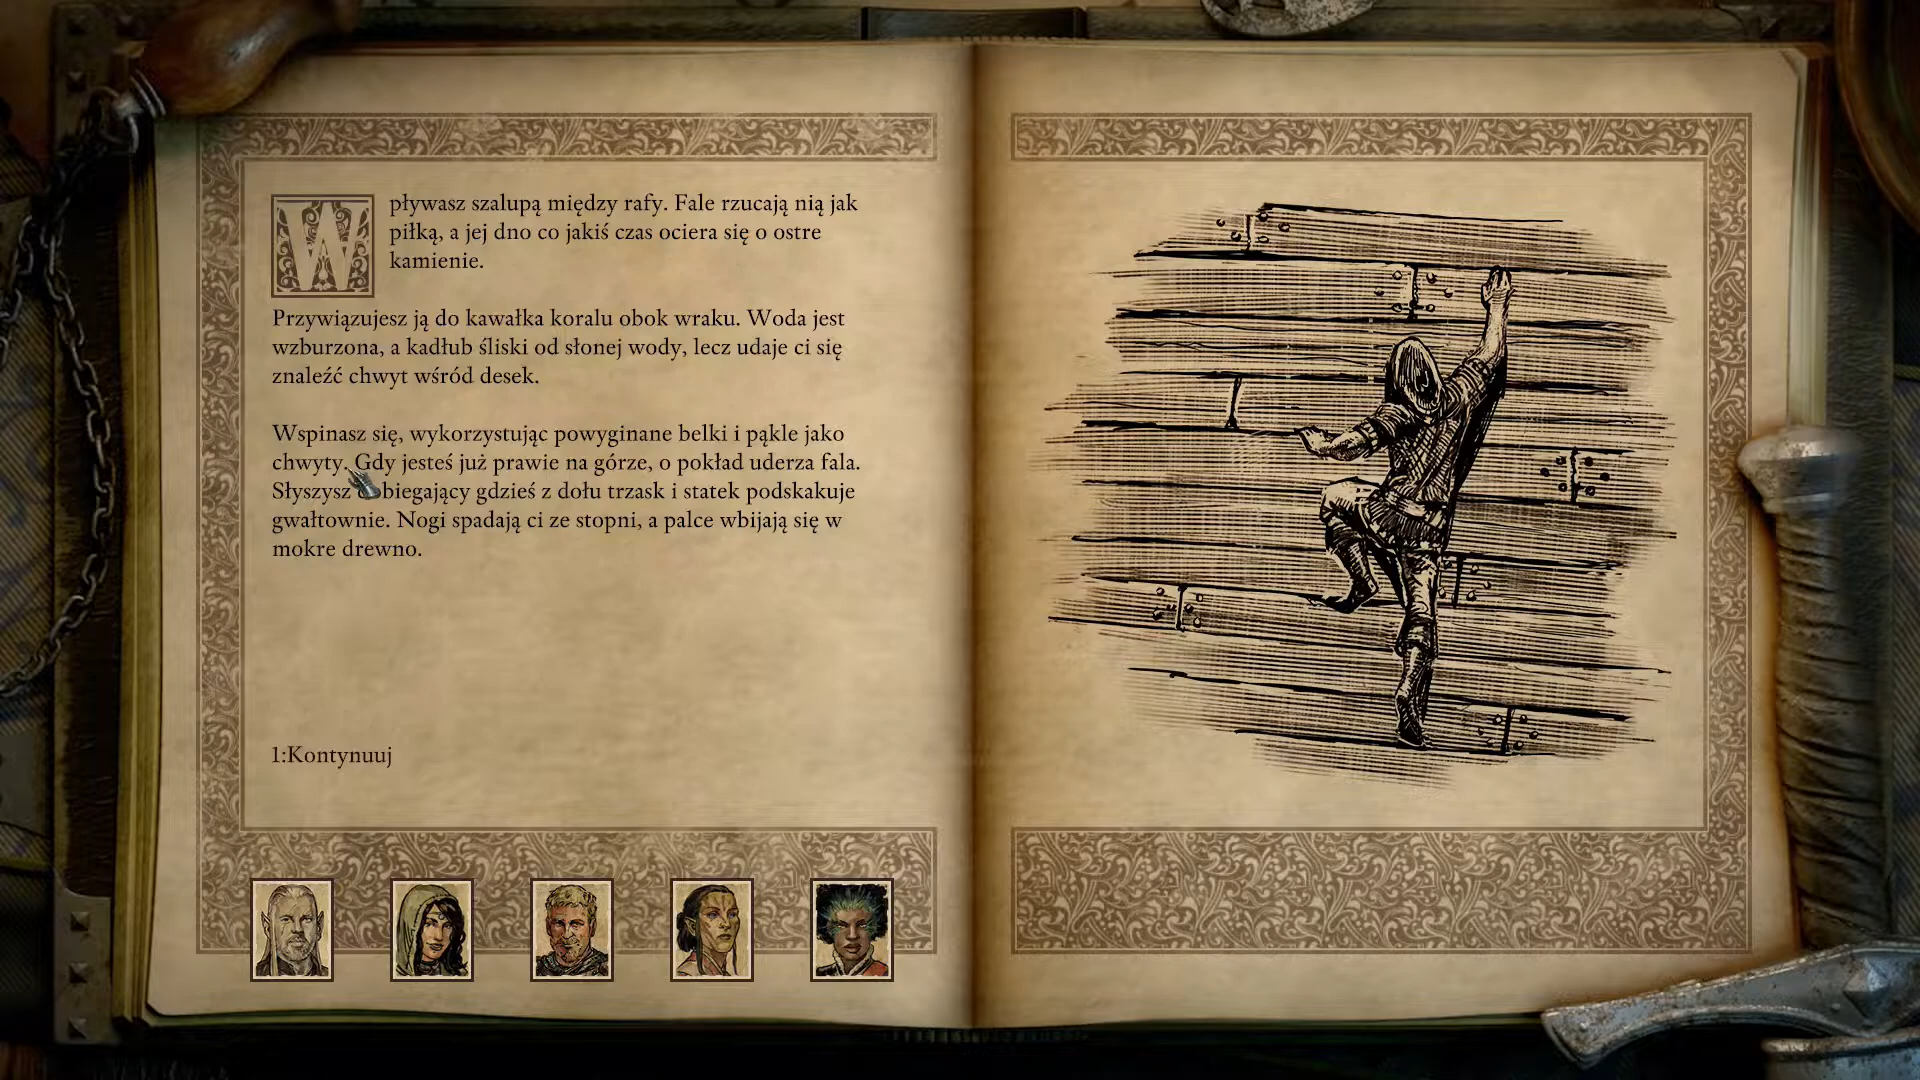 Wpływasz szalupą między rafy. Fale rzucają nią jak
piłką, a jej dno co jakiś czas ociera się o ostre
kamienie.
Przywiązujesz ją do kawałka koralu obok wraku. Woda jest
wzburzona, a kadłub śliski od słonej wody, lecz udaje ci się
znaleźć chwyt wśród desek.
Wspinasz się, wykorzystując powyginane belki i pąkle jako
chwyty. Gdy jesteś już prawie na górze, o pokład uderza fala.
Słyszysz dobiegający gdzieś z dołu trzask i statek podskakuje
gwałtownie. Nogi spadają ci ze stopni, a palce wbijają się w
mokre drewno.
1:Kontynuuj